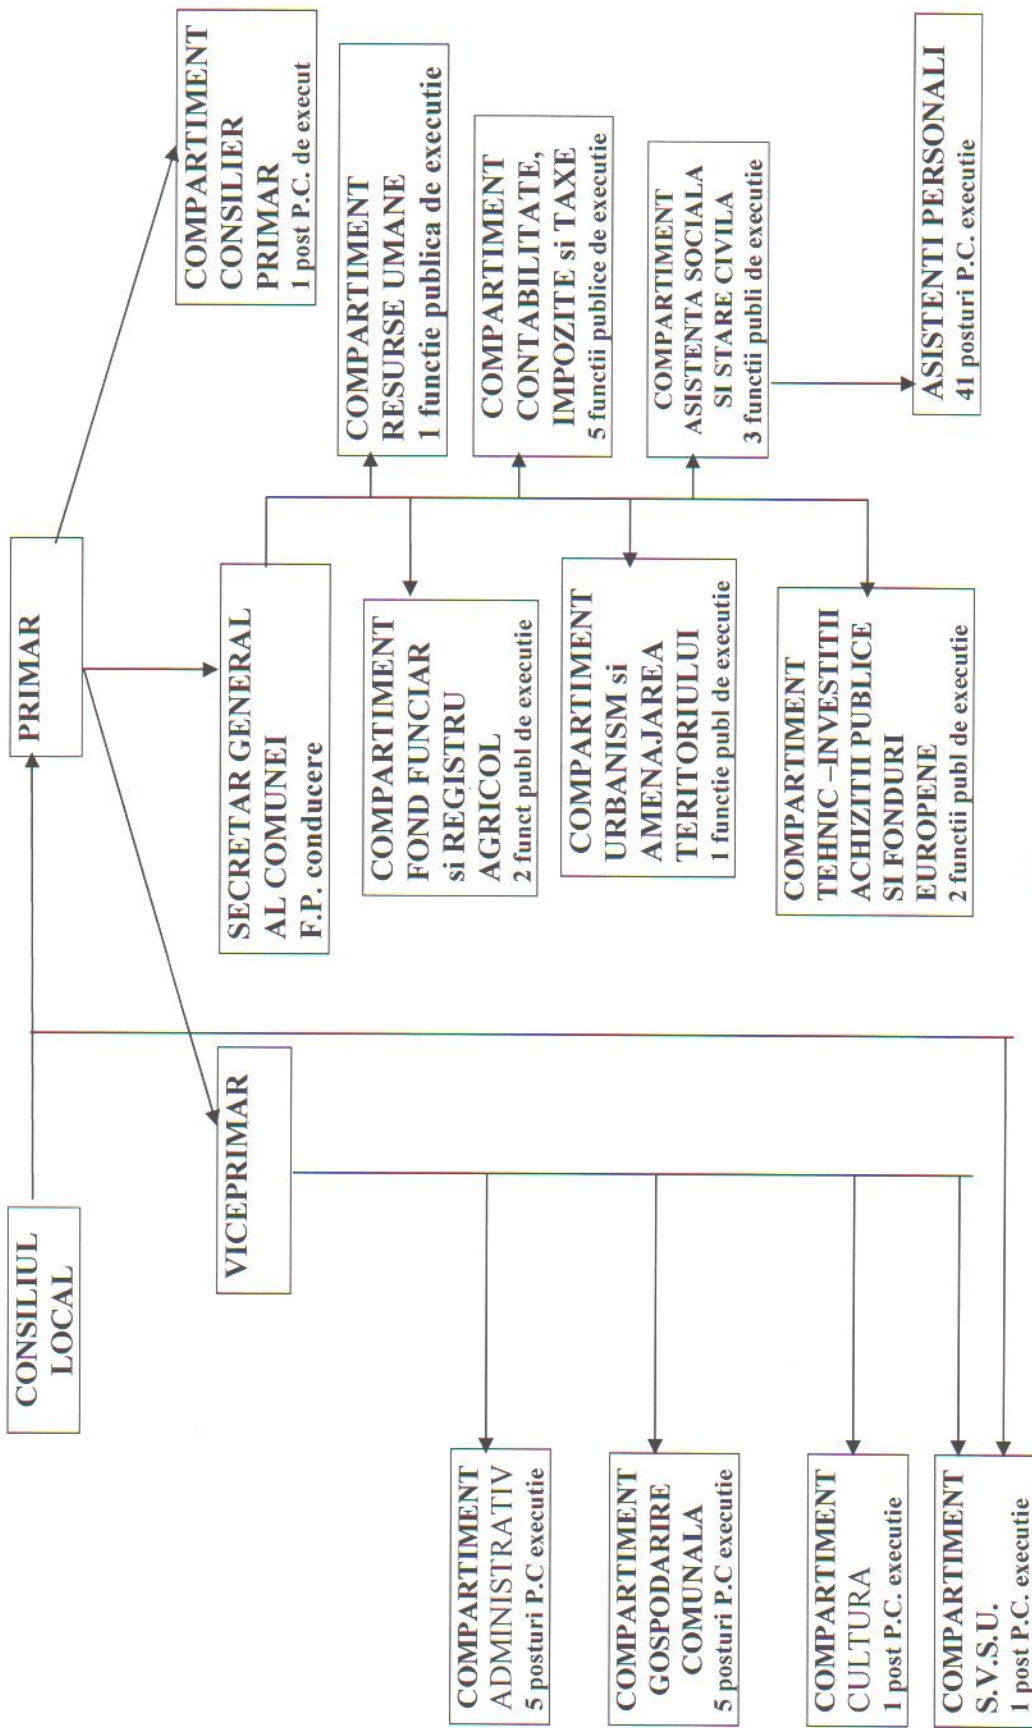 CONSILIUL
LOCAL
PRIMAR
VICEPRIMAR
SECRETAR GENERAL
AL COMUNEI
F.P. conducere
COMPARTIMENT
CONSILIER
PRIMAR
1 post P.C. de execut
COMPARTIMENT
ADMINISTRATIV
5 posturi P.C executie
COMPARTIMENT
GOSPODARIRE
COMUNALA
5 posturi P.C executie
COMPARTIMENT
CULTURA
1 post P.C. executie
COMPARTIMENT
S.V.S.U.
1 post P.C. executie
COMPARTIMENT
FOND FUNCIAR
si REGISTRU
AGRICOL
2 funct publ de executie
COMPARTIMENT
URBANISM si
AMENAJAREA
TERITORIULUI
1 functie publ de executie
COMPARTIMENT
TEHNIC –INVESTITII
ACHIZITII PUBLICE
SI FONDURI
EUROPENE
2 functii publ de executie
COMPARTIMENT
RESURSE UMANE
1 functie publica de executie
COMPARTIMENT
CONTABILITATE,
IMPOZITE si TAXE
5 functii publice de executie
COMPARTIMENT
ASISTENTA SOCIALA
SI STARE CIVILA
3 functii publi de executie
ASISTENTI PERSONALI
41 posturi P.C. executie